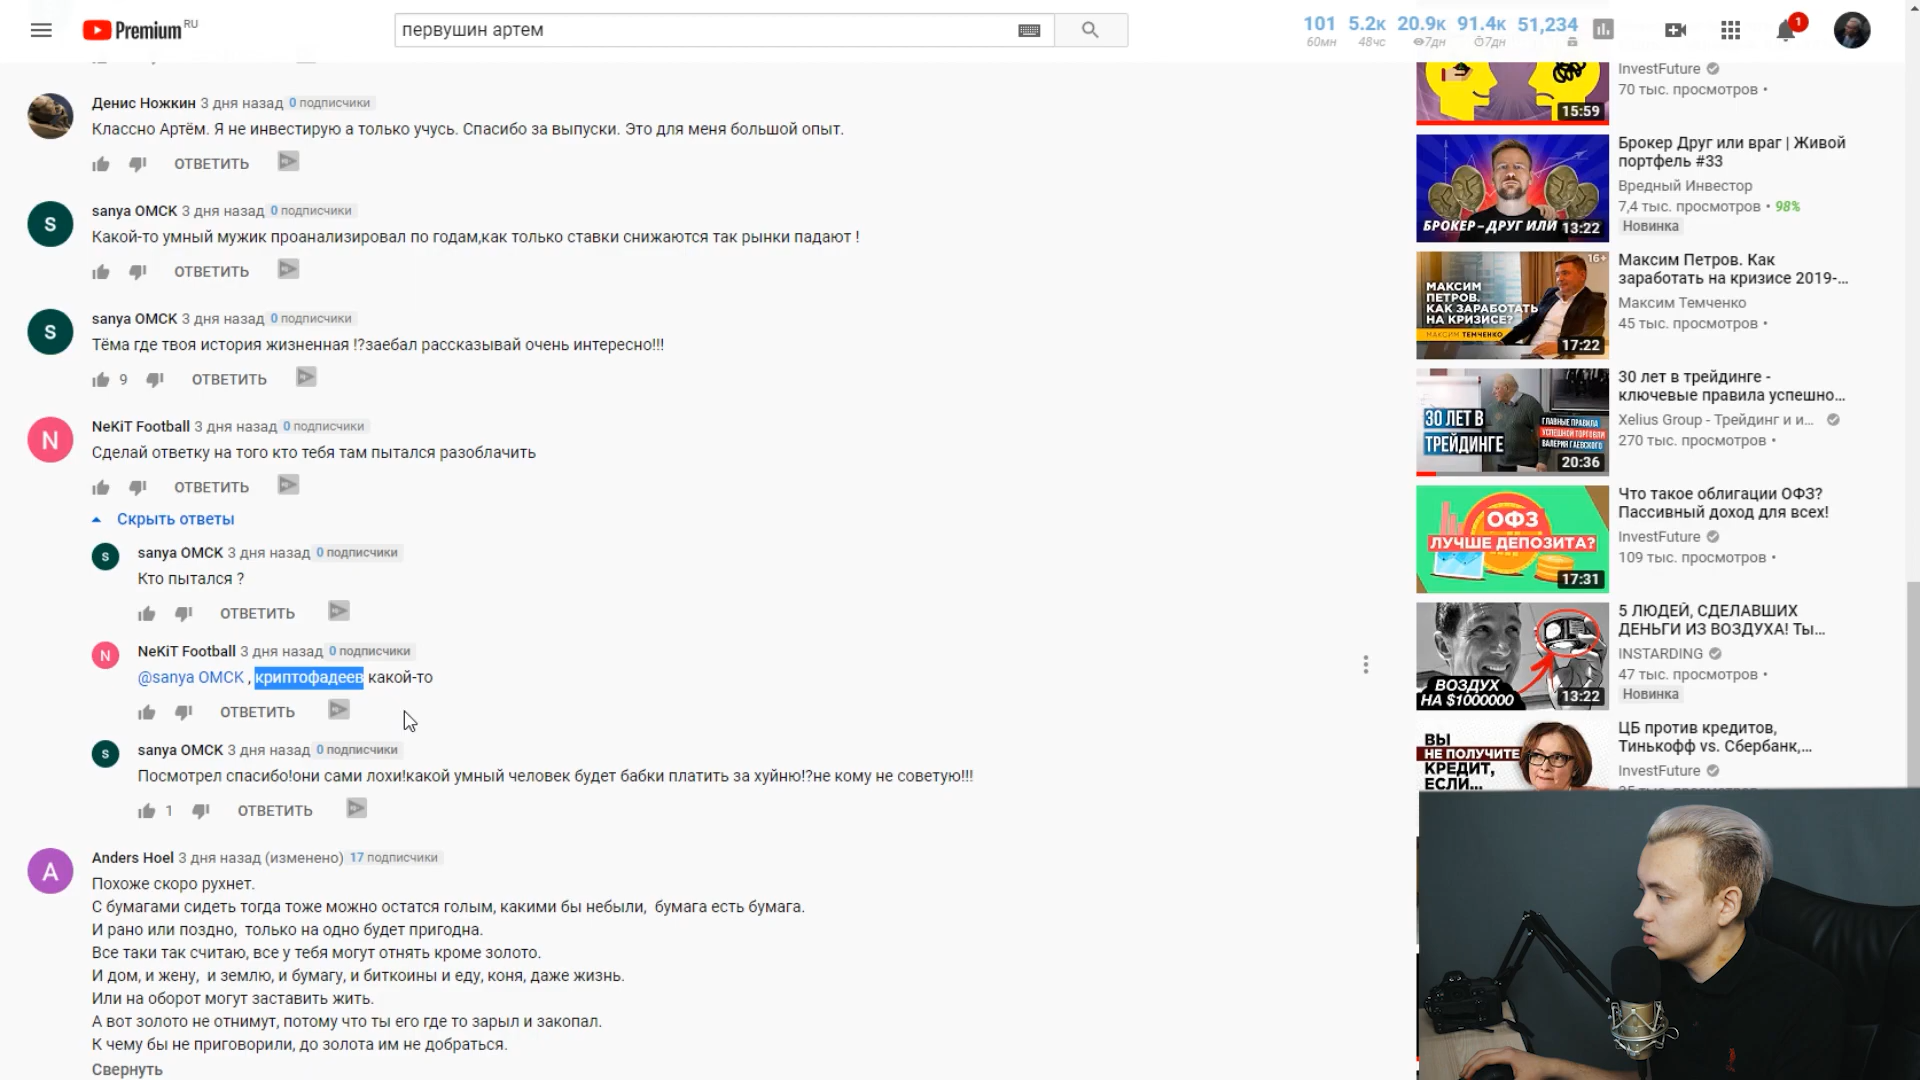 Premium RU
первушин артем
101 5.2к 20.9к 91.4к 51,234
60мн 48чс 7дн 7дн
1
Денис Ножкин 3 дня назад 0 подписчики
Классно Артём. Я не инвестирую а только учусь. Спасибо за выпуски. Это для меня большой опыт.
ОТВЕТИТЬ
S
sanya ОМСК 3 дня назад 0 подписчики
Какой-то умный мужик проанализировал по годам,как только ставки снижаются так рынки падают !
ОТВЕТИТЬ
S
sanya ОМСК 3 дня назад 0 подписчики
Тёма где твоя история жизненная !?заебал рассказывай очень интересно!!!
9 ОТВЕТИТЬ
N
NeKiT Football 3 дня назад 0 подписчики
Сделай ответку на того кто тебя там пытался разоблачить
ОТВЕТИТЬ
Скрыть ответы
S
sanya ОМСК 3 дня назад 0 подписчики
Кто пытался ?
ОТВЕТИТЬ
N
NeKiT Football 3 дня назад 0 подписчики
@sanya ОМСК , криптофадеев какой-то
ОТВЕТИТЬ
S
sanya ОМСК 3 дня назад 0 подписчики
Посмотрел спасибо!они сами лохи!какой умный человек будет бабки платить за хуйню!?не кому не советую!!!
1 ОТВЕТИТЬ
A
Anders Hoel 3 дня назад (изменено) 17 подписчики
Похоже скоро рухнет.
С бумагами сидеть тогда тоже можно остатся голым, какими бы небыли, бумага есть бумага.
И рано или поздно, только на одно будет пригодна.
Все таки так считаю, все у тебя могут отнять кроме золото.
И дом, и жену, и землю, и бумагу, и биткоины и еду, коня, даже жизнь.
Или на оборот могут заставить жить.
А вот золото не отнимут, потому что ты его где то зарыл и закопал.
К чему бы не приговорили, до золота им не добраться.
Свернуть
15:59
InvestFuture
70 тыс. просмотров •
БРОКЕР – ДРУГ ИЛИ
13:22
Брокер Друг или враг | Живой
портфель #33
Вредный Инвестор
7,4 тыс. просмотров • 98%
Новинка
16+
МАКСИМ
ПЕТРОВ.
КАК ЗАРАБОТАТЬ
НА КРИЗИСЕ?
МАКСИМ ТЕМЧЕНКО
17:22
Максим Петров. Как
заработать на кризисе 2019-...
Максим Темченко
45 тыс. просмотров •
30 ЛЕТ В
ТРЕЙДИНГЕ
ГЛАВНЫЕ ПРАВИЛА
УСПЕШНОЙ ТОРГОВЛИ
ВАЛЕРИЯ ГАЕВСКОГО
20:36
30 лет в трейдинге -
ключевые правила успешно...
Xelius Group - Трейдинг и и...
270 тыс. просмотров •
ОФЗ
ЛУЧШЕ ДЕПОЗИТА?
17:31
Что такое облигации ОФЗ?
Пассивный доход для всех!
InvestFuture
109 тыс. просмотров •
ВОЗДУХ
НА $1000000
13:22
5 ЛЮДЕЙ, СДЕЛАВШИХ
ДЕНЬГИ ИЗ ВОЗДУХА! Ты...
INSTARDING
47 тыс. просмотров •
Новинка
ВЫ
НЕ ПОЛУЧИТЕ
КРЕДИТ,
ЕСЛИ...
ЦБ против кредитов,
Тинькофф vs. Сбербанк,...
InvestFuture